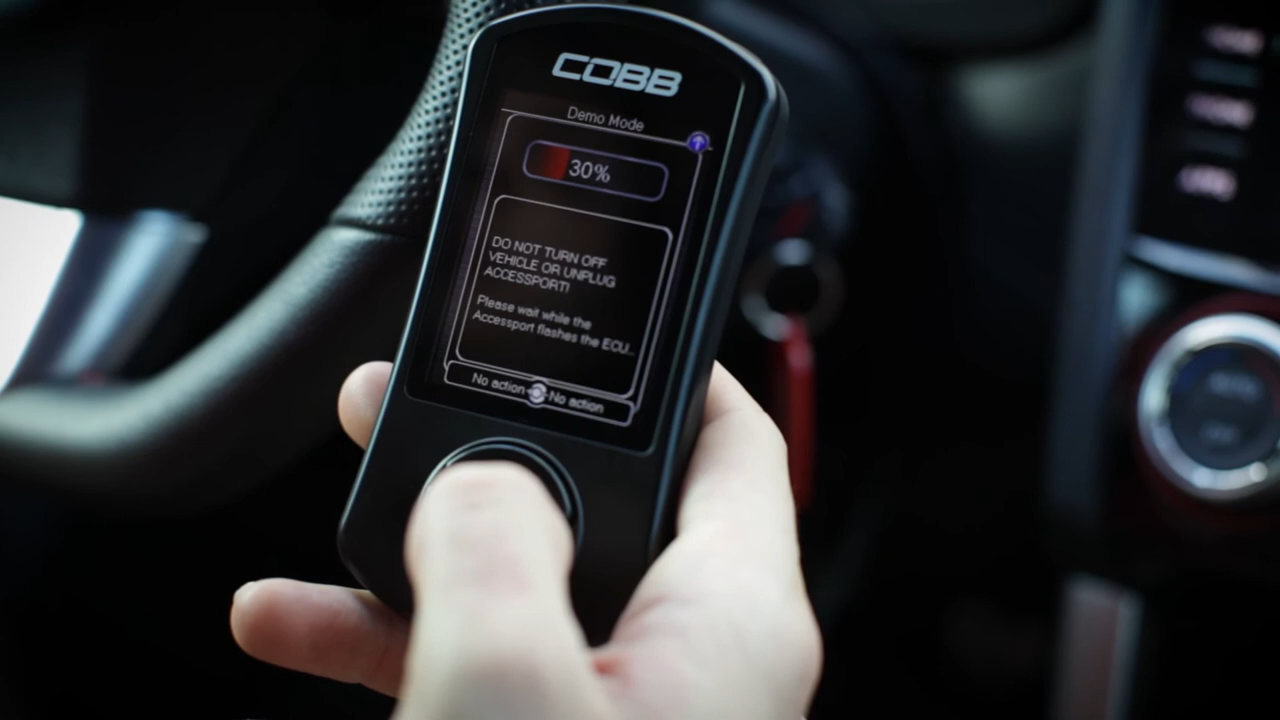 COBB
Demo Mode
30%
DO NOT TURN OFF
VEHICLE OR UNPLUG
ACCESSPORT!
Please wait while the
Accessport flashes the ECU...
No action No action